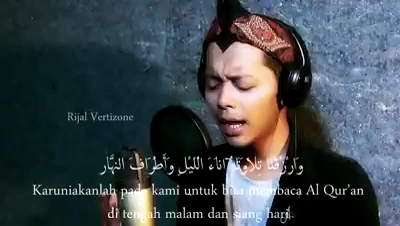 Rijal Vertizone
وَارْزُقْنَا تِلَاوَتَهُ آنَاءَ اللَّيْلِ وَأَطْرَافَ النَّهَارِ
Karuniakanlah pada kami untuk bisa membaca Al Qur'an
di tengah malam dan siang hari.